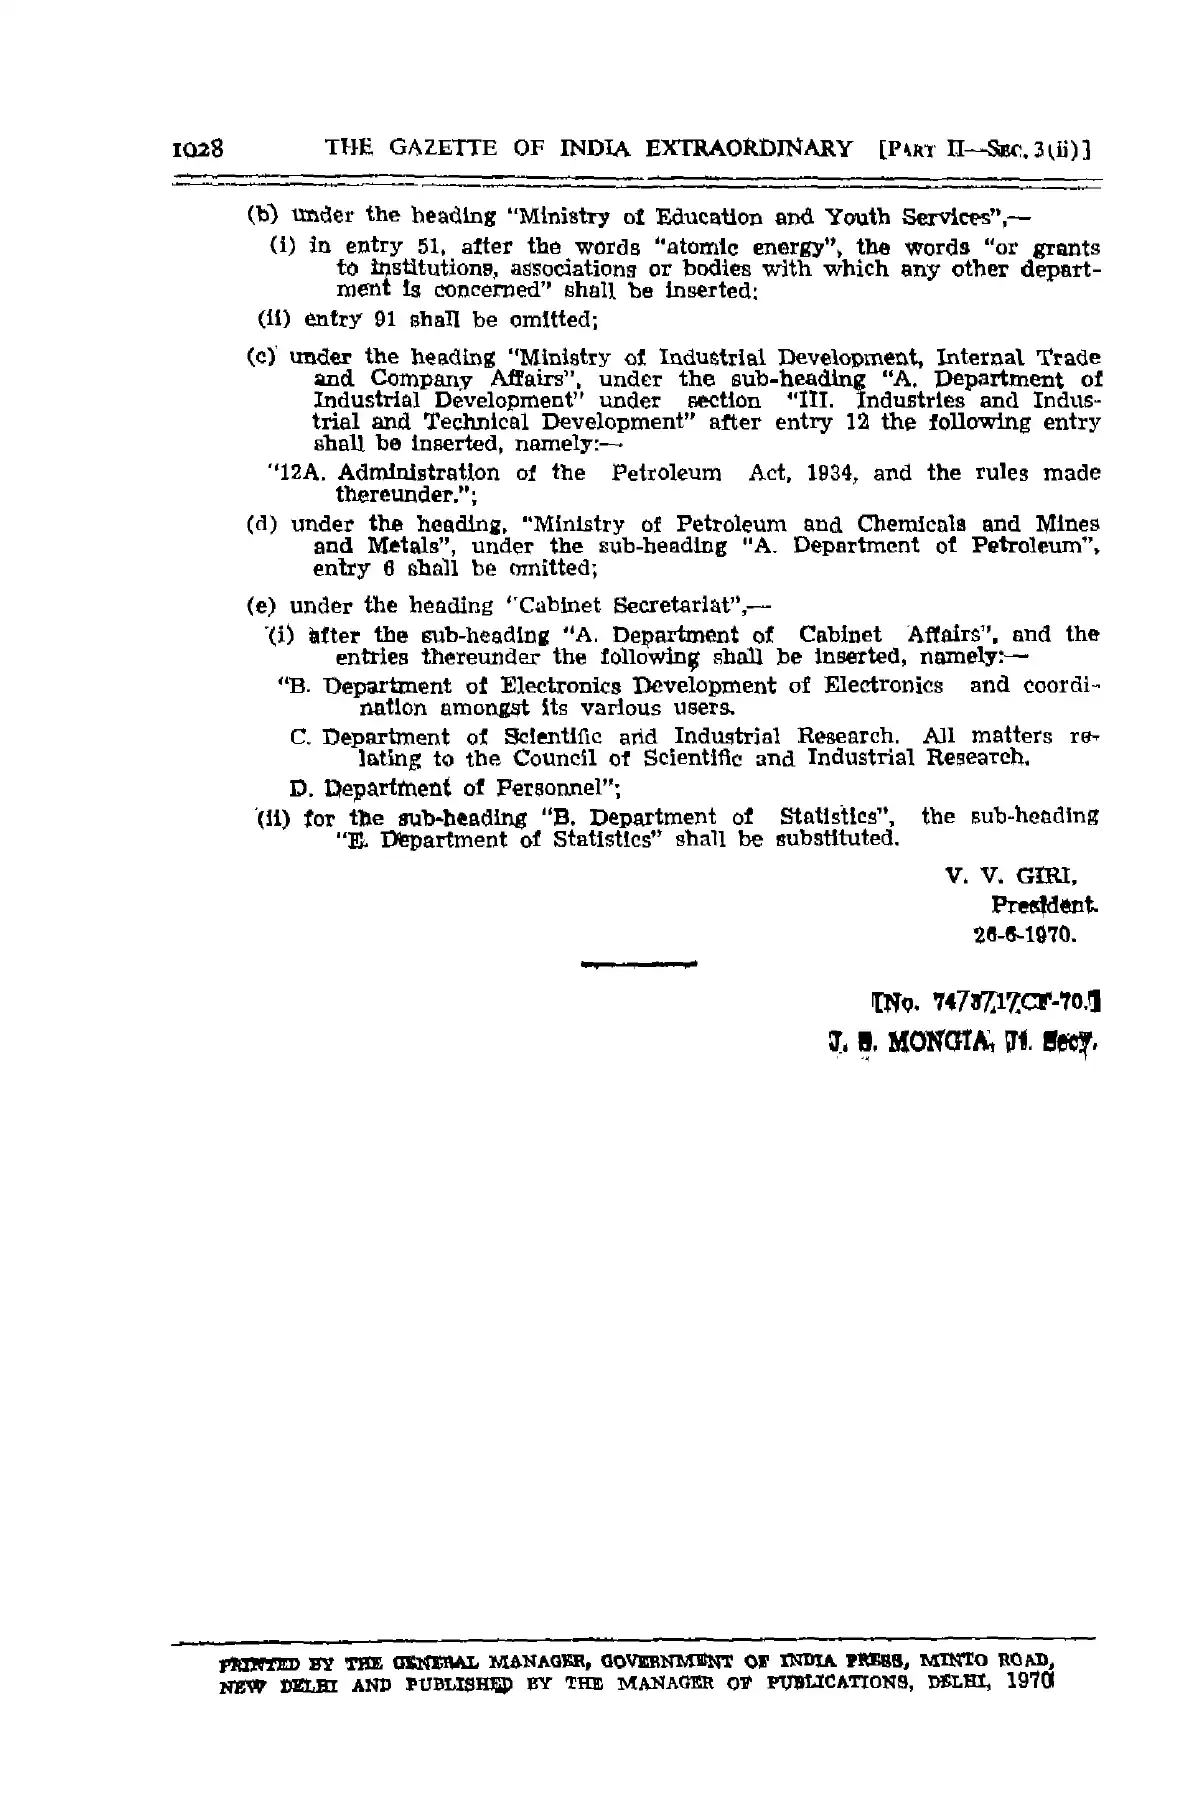 1028 THE GAZETTE OF INDIA EXTRAORDINARY [PART II—SEC. 3(ii)]
(b) under the heading "Ministry of Education and Youth Services",—
(i) in entry 51, after the words "atomic energy", the words "or grants
to institutions, associations or bodies with which any other depart-
ment is concerned" shall be inserted;
(ii) entry 91 shall be omitted;
(c) under the heading "Ministry of Industrial Development, Internal Trade
and Company Affairs", under the sub-heading "A. Department of
Industrial Development" under section "III. Industries and Indus-
trial and Technical Development" after entry 12 the following entry
shall be inserted, namely:—
"12A. Administration of the Petroleum Act, 1934, and the rules made
thereunder.";
(d) under the heading, "Ministry of Petroleum and Chemicals and Mines
and Metals", under the sub-heading "A. Department of Petroleum",
entry 6 shall be omitted;
(e) under the heading "Cabinet Secretariat",—
(i) after the sub-heading "A. Department of Cabinet Affairs", and the
entries thereunder the following shall be inserted, namely:—
"B. Department of Electronics Development of Electronics and coordi-
nation amongst its various users.
C. Department of Scientific and Industrial Research. All matters re-
lating to the Council of Scientific and Industrial Research.
D. Department of Personnel";
(ii) for the sub-heading "B. Department of Statistics", the sub-heading
"E. Department of Statistics" shall be substituted.
V. V. GIRI,
President.
26-6-1970.
[No. CF-70.]
J. S. MONGIA, Jt. Secy.
PRINTED BY THE GENERAL MANAGER, GOVERNMENT OF INDIA PRESS, MINTO ROAD,
NEW DELHI AND PUBLISHED BY THE MANAGER OF PUBLICATIONS, DELHI, 1970